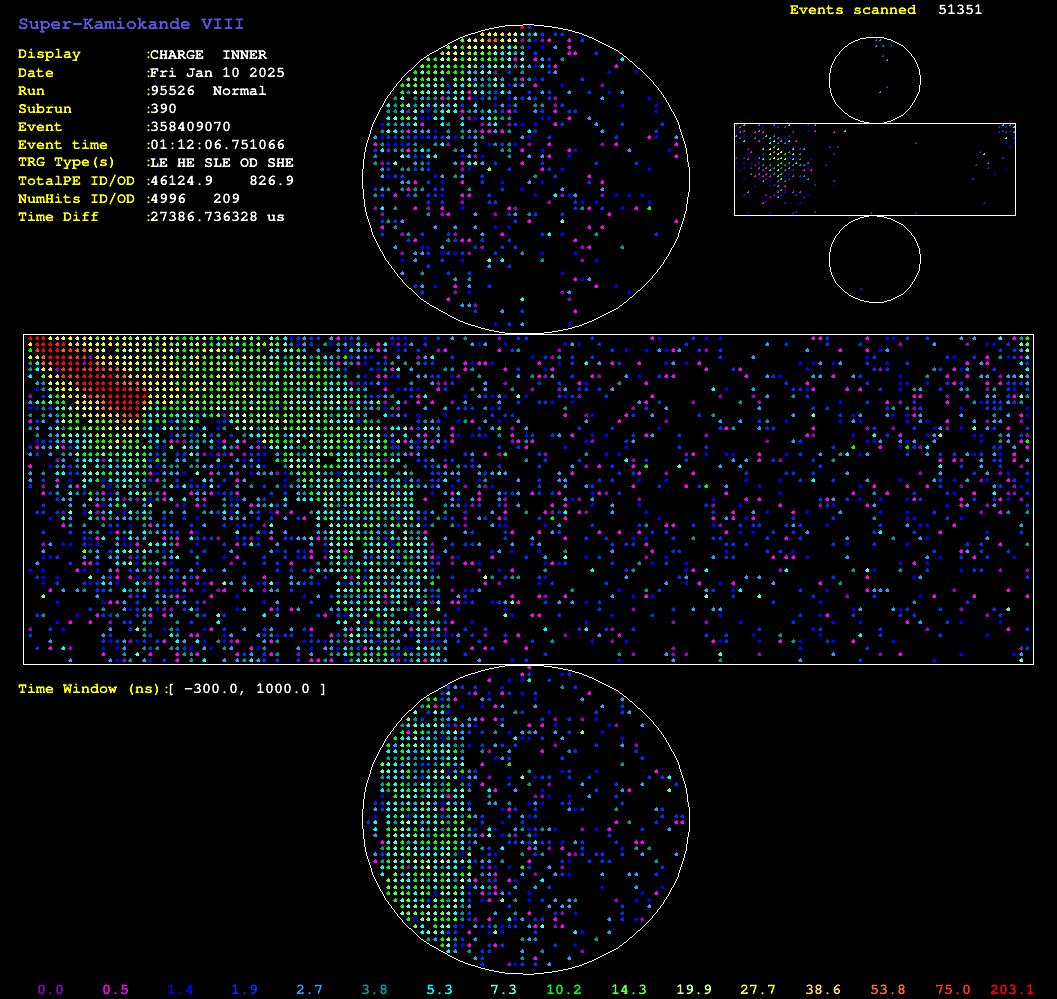 Super-Kamiokande VIII
Events scanned 51351
Display :CHARGE INNER
Date :Fri Jan 10 2025
Run :95526 Normal
Subrun :390
Event :358409070
Event time :01:12:06.751066
TRG Type(s) :LE HE SLE OD SHE
TotalPE ID/OD :46124.9 826.9
NumHits ID/OD :4996 209
Time Diff :27386.736328 us
Time Window (ns):[ -300.0, 1000.0 ]
0.0 0.5 1.4 1.9 2.7 3.8 5.3 7.3 10.2 14.3 19.9 27.7 38.6 53.8 75.0 203.1